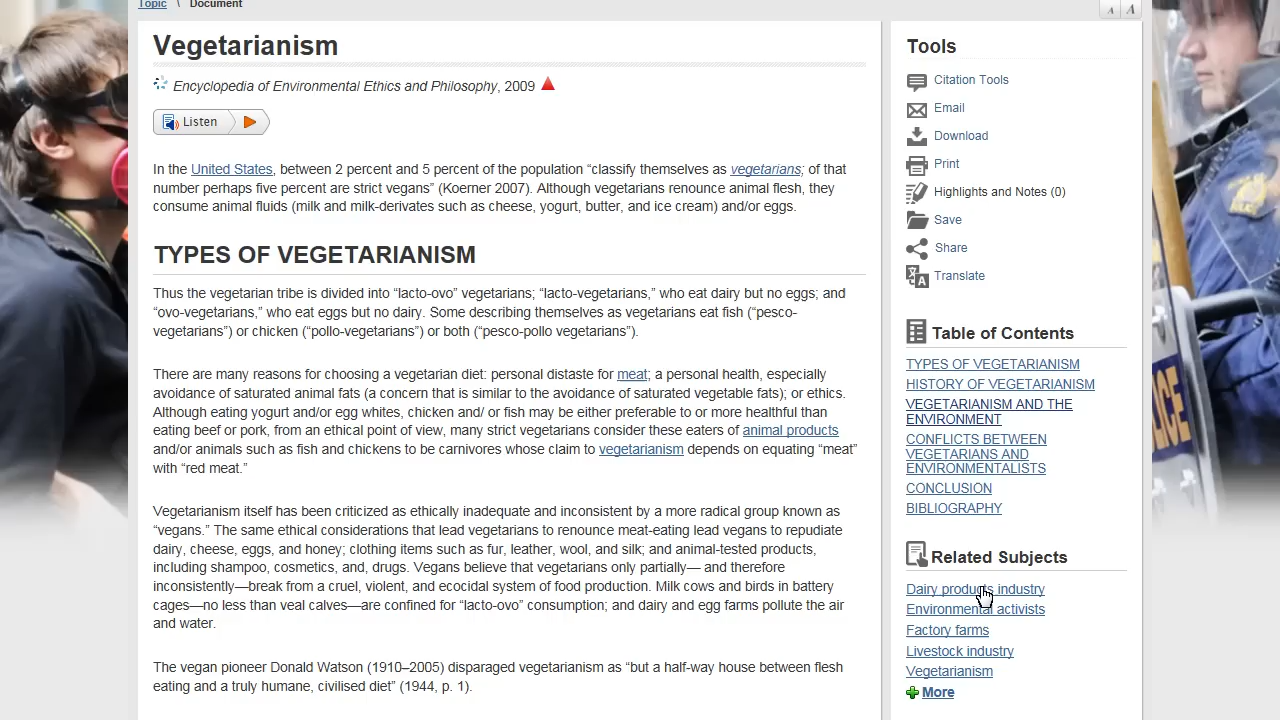 Topic \ Document
A A
Vegetarianism
Encyclopedia of Environmental Ethics and Philosophy, 2009
Listen
In the United States, between 2 percent and 5 percent of the population “classify themselves as vegetarians; of that
number perhaps five percent are strict vegans” (Koerner 2007). Although vegetarians renounce animal flesh, they
consume animal fluids (milk and milk-derivates such as cheese, yogurt, butter, and ice cream) and/or eggs.
TYPES OF VEGETARIANISM
Thus the vegetarian tribe is divided into “lacto-ovo” vegetarians; “lacto-vegetarians,” who eat dairy but no eggs; and
“ovo-vegetarians,” who eat eggs but no dairy. Some describing themselves as vegetarians eat fish (“pesco-
vegetarians”) or chicken (“pollo-vegetarians”) or both (“pesco-pollo vegetarians”).
There are many reasons for choosing a vegetarian diet: personal distaste for meat; a personal health, especially
avoidance of saturated animal fats (a concern that is similar to the avoidance of saturated vegetable fats); or ethics.
Although eating yogurt and/or egg whites, chicken and/ or fish may be either preferable to or more healthful than
eating beef or pork, from an ethical point of view, many strict vegetarians consider these eaters of animal products
and/or animals such as fish and chickens to be carnivores whose claim to vegetarianism depends on equating “meat”
with “red meat.”
Vegetarianism itself has been criticized as ethically inadequate and inconsistent by a more radical group known as
“vegans.” The same ethical considerations that lead vegetarians to renounce meat-eating lead vegans to repudiate
dairy, cheese, eggs, and honey; clothing items such as fur, leather, wool, and silk; and animal-tested products,
including shampoo, cosmetics, and, drugs. Vegans believe that vegetarians only partially— and therefore
inconsistently—break from a cruel, violent, and ecocidal system of food production. Milk cows and birds in battery
cages—no less than veal calves—are confined for “lacto-ovo” consumption; and dairy and egg farms pollute the air
and water.
The vegan pioneer Donald Watson (1910–2005) disparaged vegetarianism as “but a half-way house between flesh
eating and a truly humane, civilised diet” (1944, p. 1).
Tools
Citation Tools
Email
Download
Print
Highlights and Notes (0)
Save
Share
Translate
Table of Contents
TYPES OF VEGETARIANISM
HISTORY OF VEGETARIANISM
VEGETARIANISM AND THE
ENVIRONMENT
CONFLICTS BETWEEN
VEGETARIANS AND
ENVIRONMENTALISTS
CONCLUSION
BIBLIOGRAPHY
Related Subjects
Dairy products industry
Environmental activists
Factory farms
Livestock industry
Vegetarianism
More